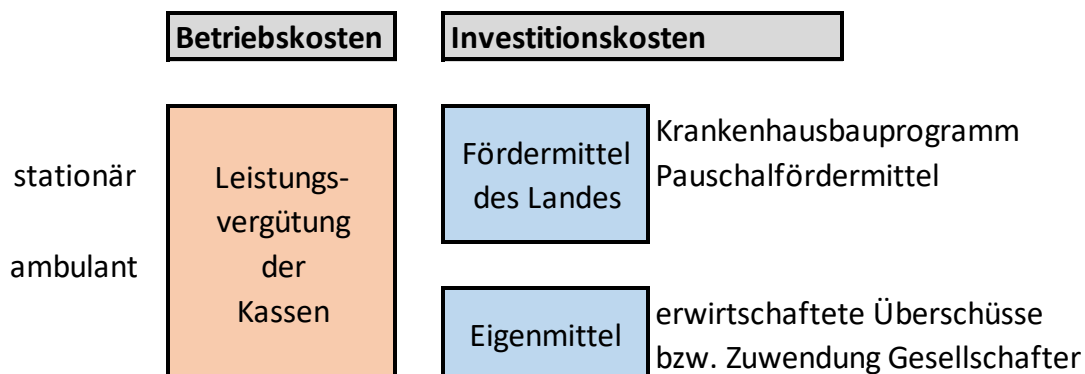 Betriebskosten
Investitionskosten
stationär
ambulant
Leistungs-
vergütung
der
Kassen
Fördermittel
des Landes
Krankenhausbauprogramm
Pauschalfördermittel
Eigenmittel
erwirtschaftete Überschüsse
bzw. Zuwendung Gesellschafter